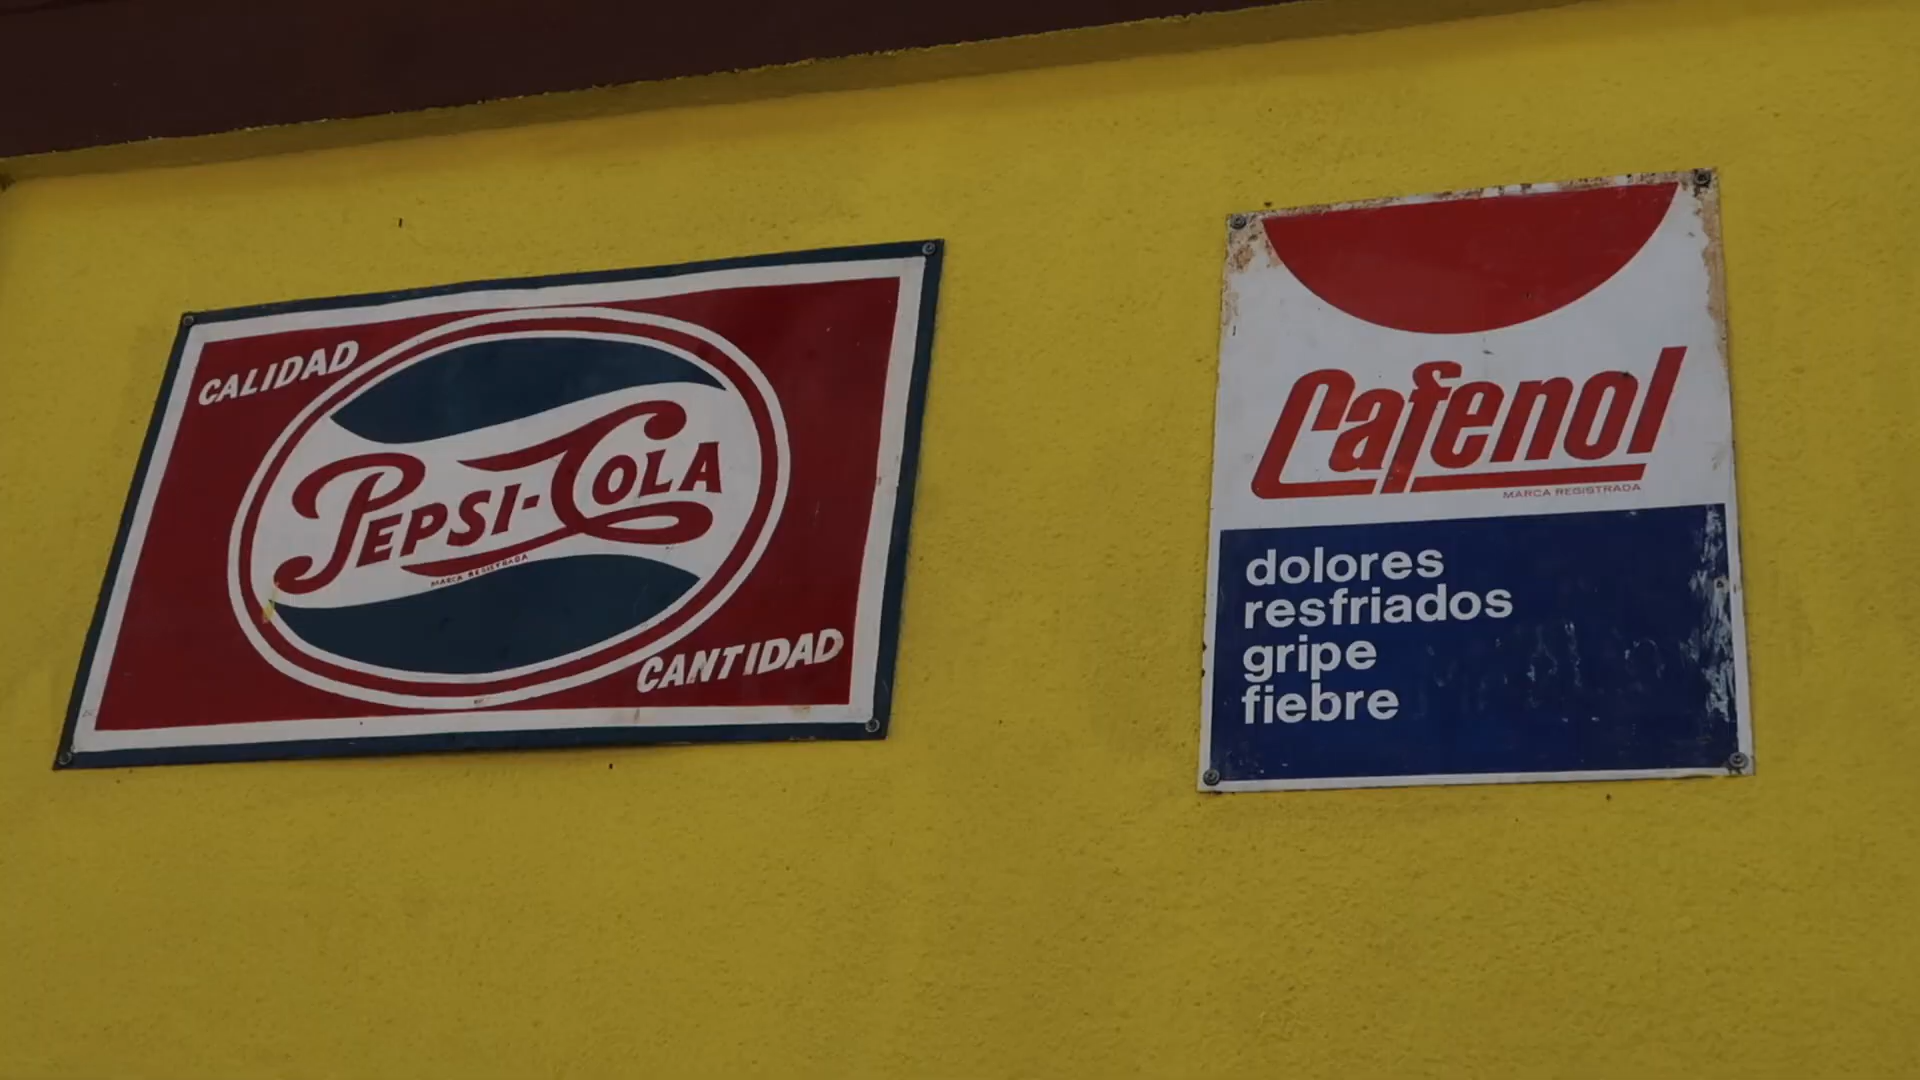 CALIDAD
PEPSI-COLA
MARCA REGISTRADA
CANTIDAD
Cafenol
MARCA REGISTRADA
dolores
resfriados
gripe
fiebre